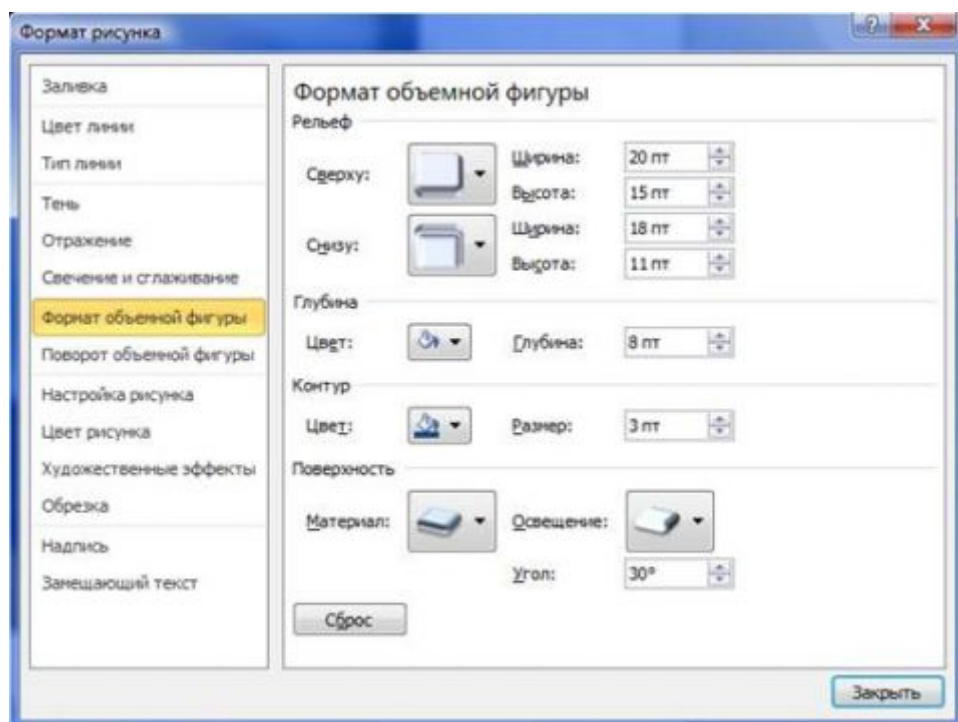 Формат рисунка
Заливка
Цвет линии
Тип линии
Тень
Отражение
Свечение и сглаживание
Формат объемной фигуры
Поворот объемной фигуры
Настройка рисунка
Цвет рисунка
Художественные эффекты
Обрезка
Надпись
Замещающий текст
Формат объемной фигуры
Рельеф
Сверху:
Ширина: 20 пт
Высота: 15 пт
Снизу:
Ширина: 18 пт
Высота: 11 пт
Глубина
Цвет: Глубина: 8 пт
Контур
Цвет: Размер: 3 пт
Поверхность
Материал: Освещение:
Угол: 30°
Сброс
Закрыть